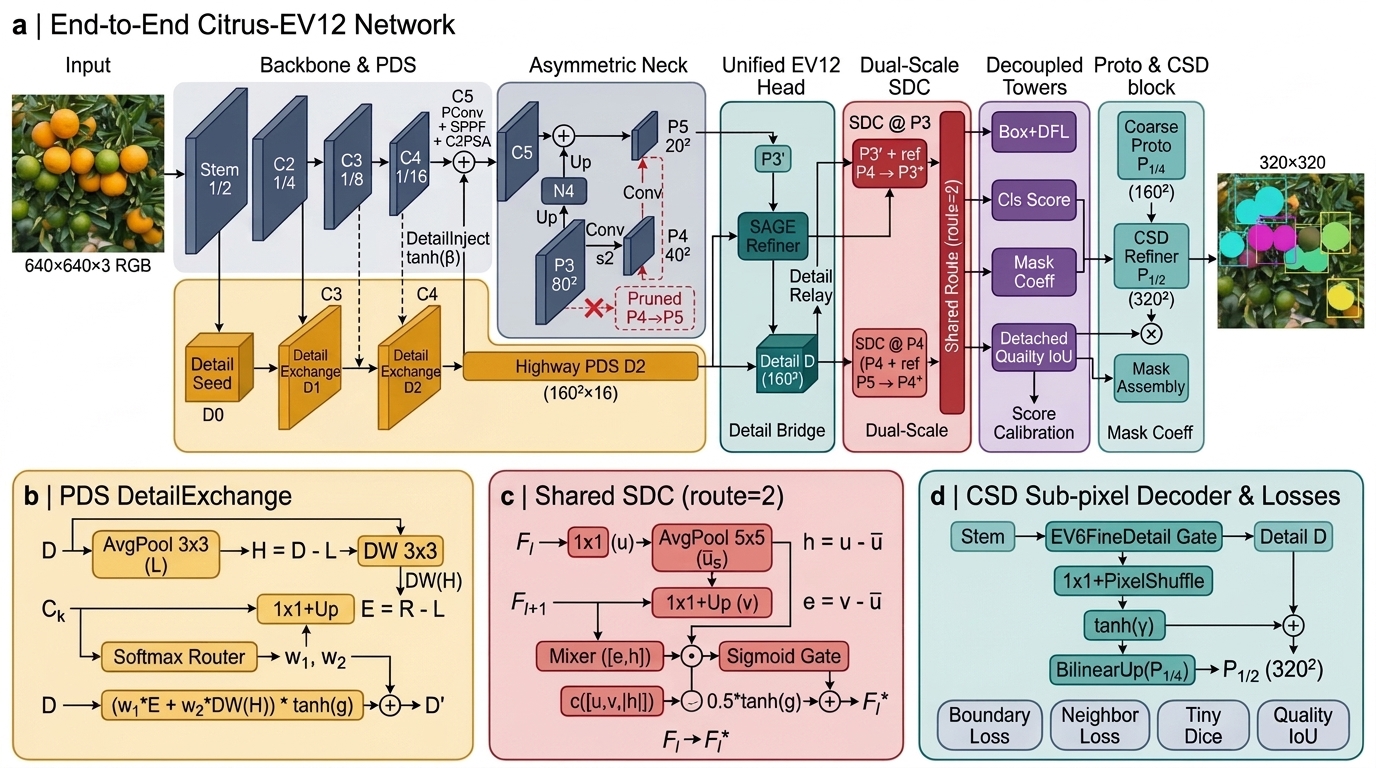 a | End-to-End Citrus-EV12 Network
Input
Backbone & PDS
Asymmetric Neck
Unified EV12
Head
Dual-Scale
SDC
Decoupled
Towers
Proto & CSD
block
640×640×3 RGB
Stem
1/2
C2
1/4
C3
1/8
C4
1/16
C5
PConv
+ SPPF
+ C2PSA
DetailInject
tanh(β)
Detail
Seed
D0
C3
Detail
Exchange
D1
C4
Detail
Exchange
D2
Highway PDS D2
(160²×16)
C5
Up
N4
Up
P3
80²
Conv
s2
Conv
P5
20²
P4
40²
Pruned
P4→P5
P3'
SAGE
Refiner
Detail
Relay
Detail D
(160³)
Detail Bridge
SDC @ P3
P3′ + ref
P4 → P3⁺
SDC @ P4
(P4 + ref
P5 → P4⁺
Shared Route (route=2)
Dual-Scale
Box+DFL
Cls Score
Mask
Coeff
Detached
Quailty IoU
Score
Calibration
Coarse
Proto
P1/4
(160²)
CSD
Refiner
P1/2
(320²)
Mask
Assembly
Mask Coeff
320×320
b | PDS DetailExchange
D
AvgPool 3x3
(L)
H = D - L
DW 3x3
DW(H)
Cₖ
1x1+Up
E = R - L
Softmax Router
w₁, w₂
D
(w₁*E + w₂*DW(H)) * tanh(g)
D'
c | Shared SDC (route=2)
Fₗ
1x1
(u)
AvgPool 5x5
(u̅ₛ)
h = u - u̅
Fₗ₊₁
1x1+Up (v)
e = v - u̅
Mixer ([e,h])
Sigmoid Gate
c([u,v,|h|])
0.5*tanh(g)
Fₗ*
Fₗ → Fₗ*
d | CSD Sub-pixel Decoder & Losses
Stem
EV6FineDetail Gate
Detail D
1x1+PixelShuffle
tanh(γ)
BilinearUp(P1/4)
P1/2 (320²)
Boundary
Loss
Neighbor
Loss
Tiny
Dice
Quality
IoU